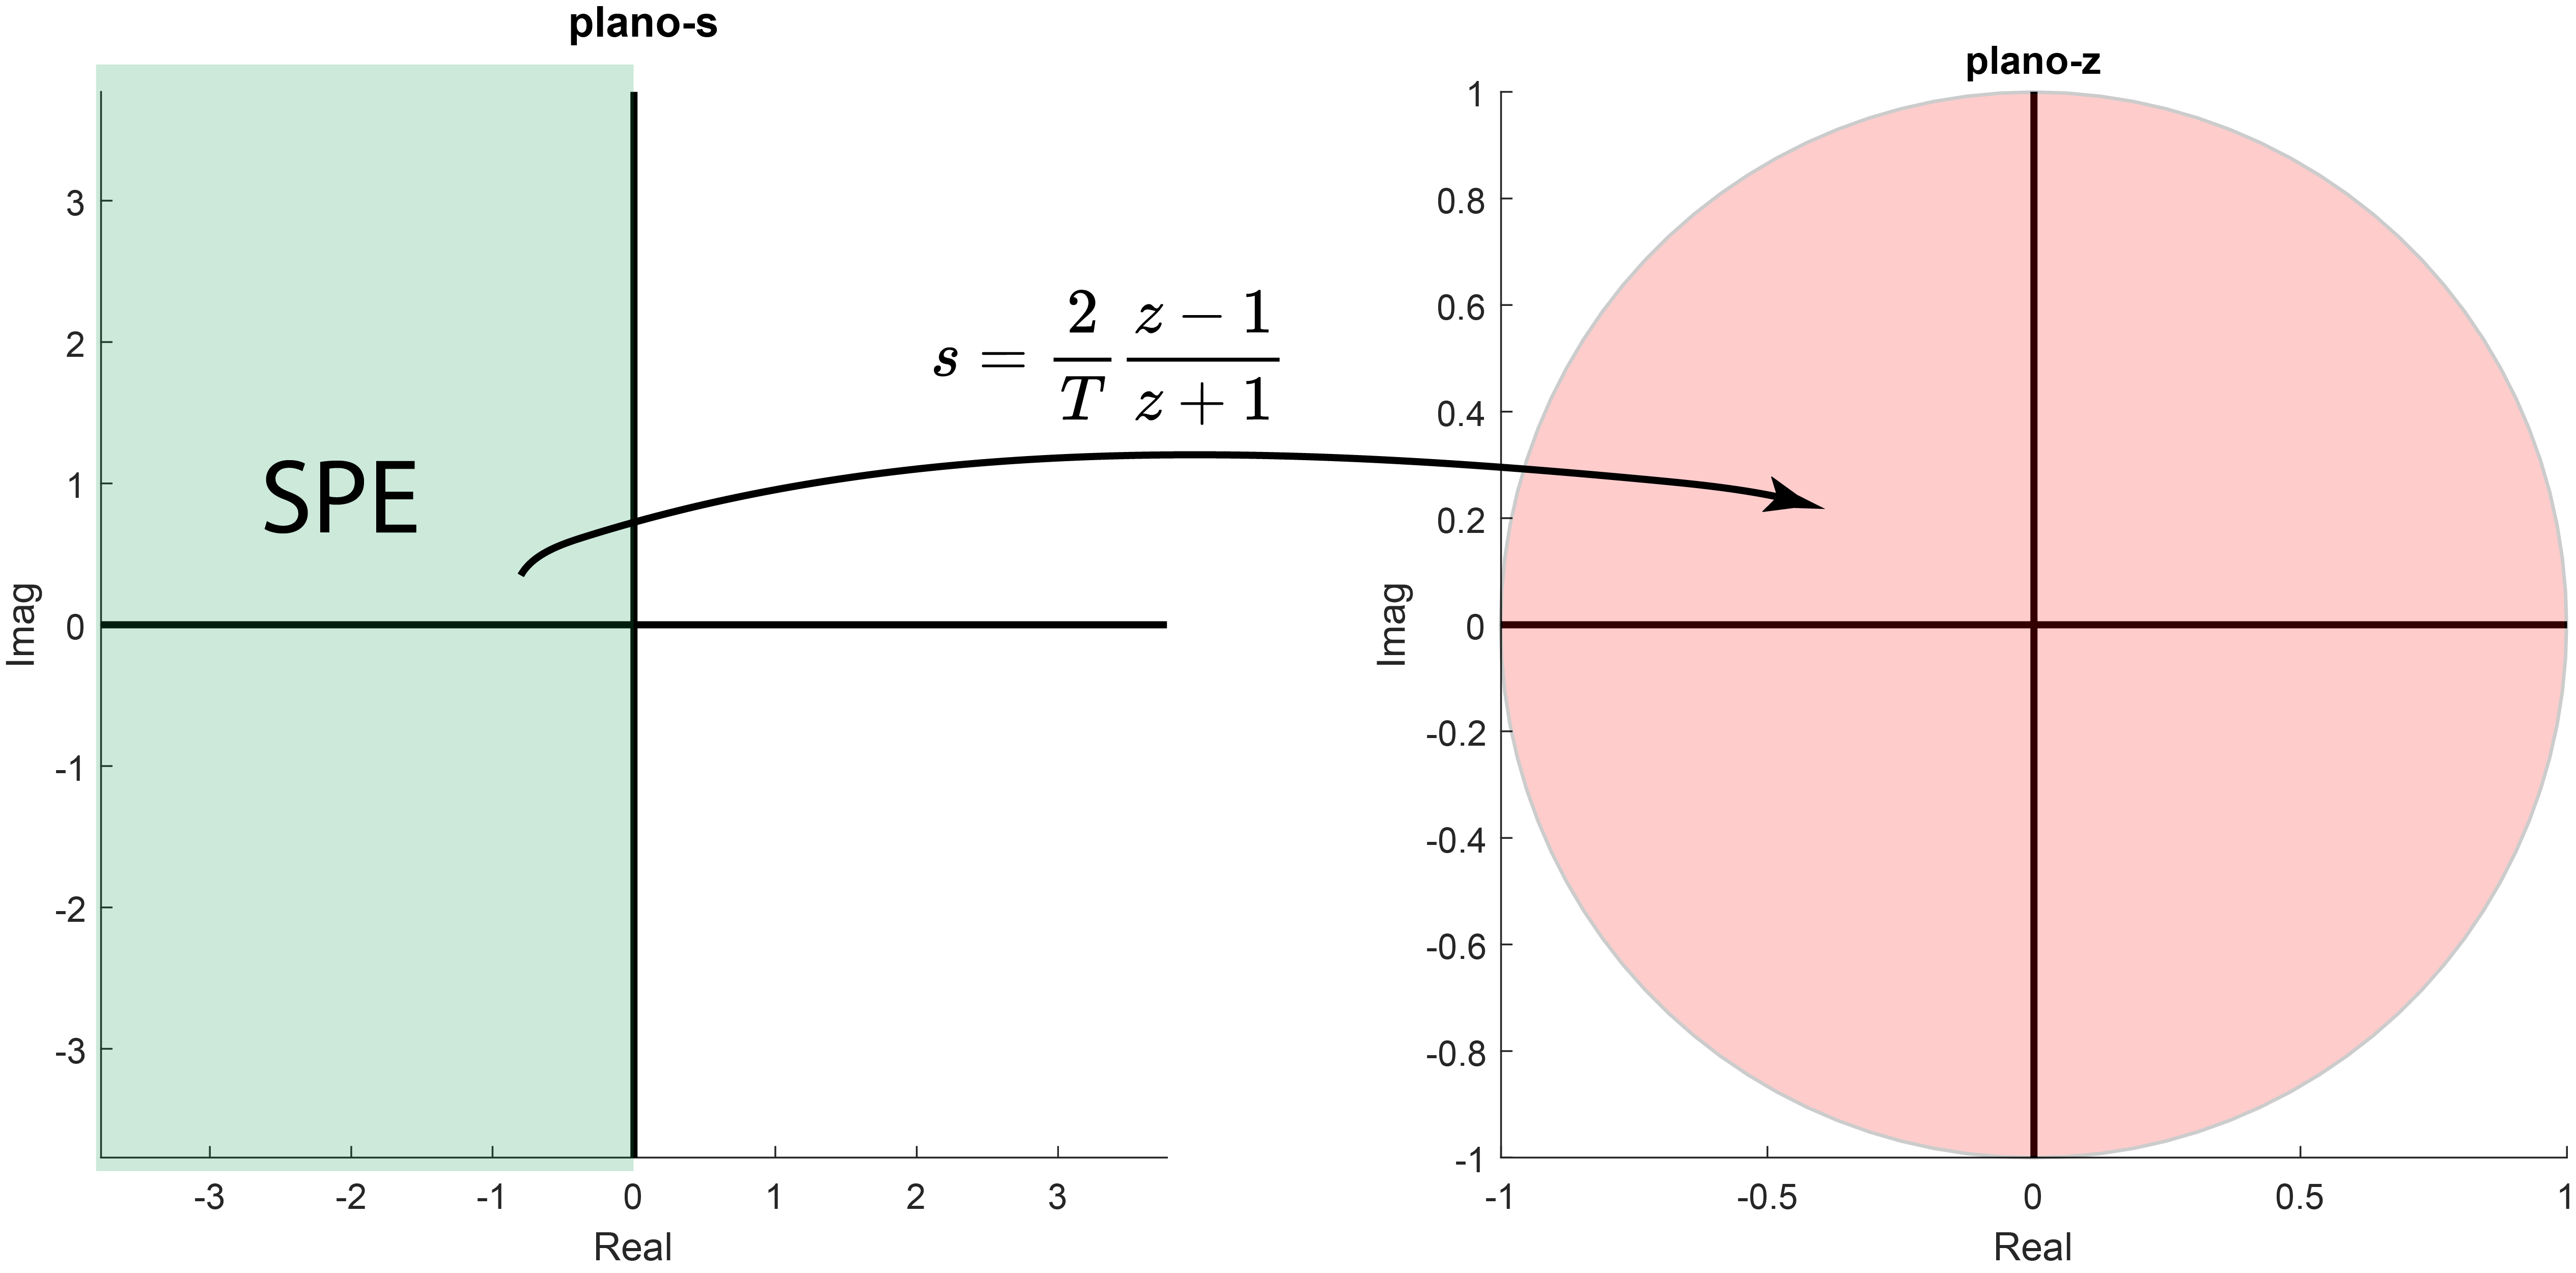 plano-s
3
2
1
0
-1
-2
-3
Imag
-3 -2 -1 0 1 2 3
Real
SPE
s = 2/T z − 1/z + 1
plano-z
1
0.8
0.6
0.4
0.2
0
-0.2
-0.4
-0.6
-0.8
-1
Imag
-1 -0.5 0 0.5 1
Real